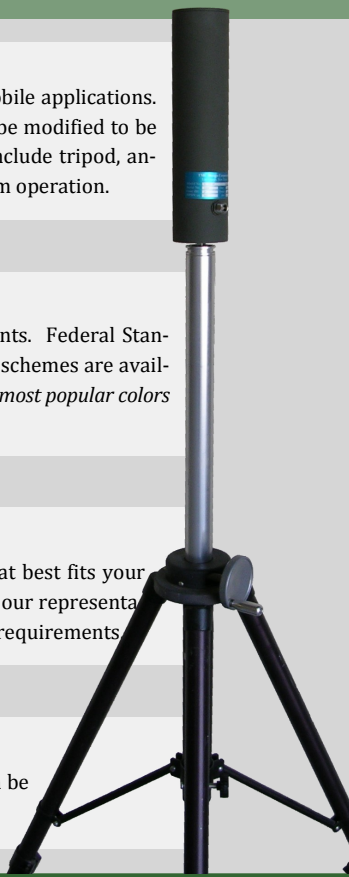 bile applications.
be modified to be
nclude tripod, an-
m operation.
nts. Federal Stan-
schemes are avail-
most popular colors
at best fits your
our representa
requirements.
be